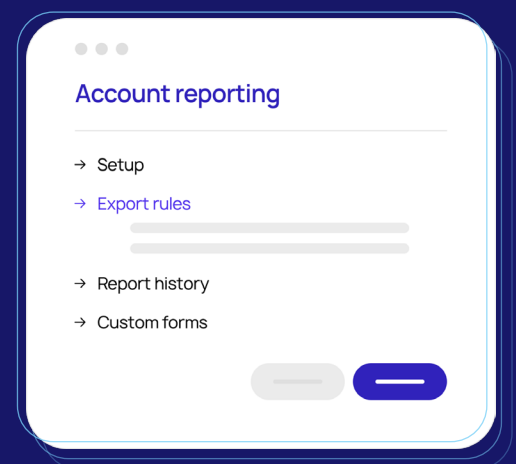 Account reporting
→ Setup
→ Export rules
→ Report history
→ Custom forms